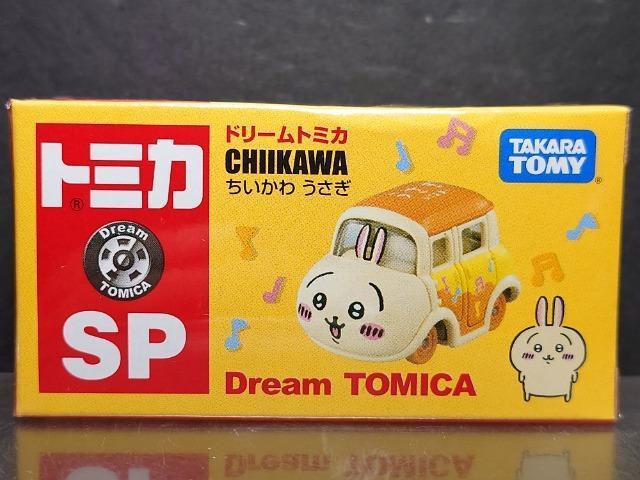 トミカ
®
Dream
TOMICA
SP
ドリームトミカ
CHIIKAWA
ちいかわ うさぎ
Dream TOMICA
TAKARA
TOMY
®